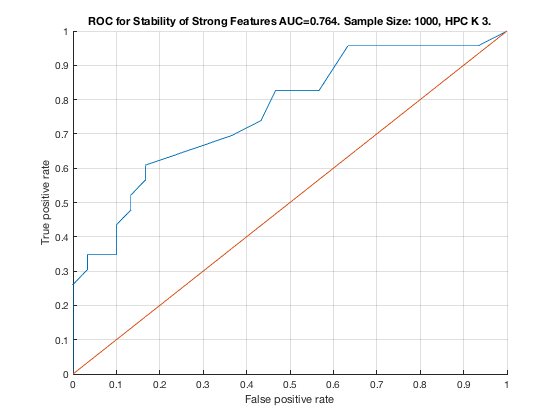 ROC for Stability of Strong Features AUC=0.764. Sample Size: 1000, HPC K 3.
True positive rate
1
0.9
0.8
0.7
0.6
0.5
0.4
0.3
0.2
0.1
0
0 0.1 0.2 0.3 0.4 0.5 0.6 0.7 0.8 0.9 1
False positive rate